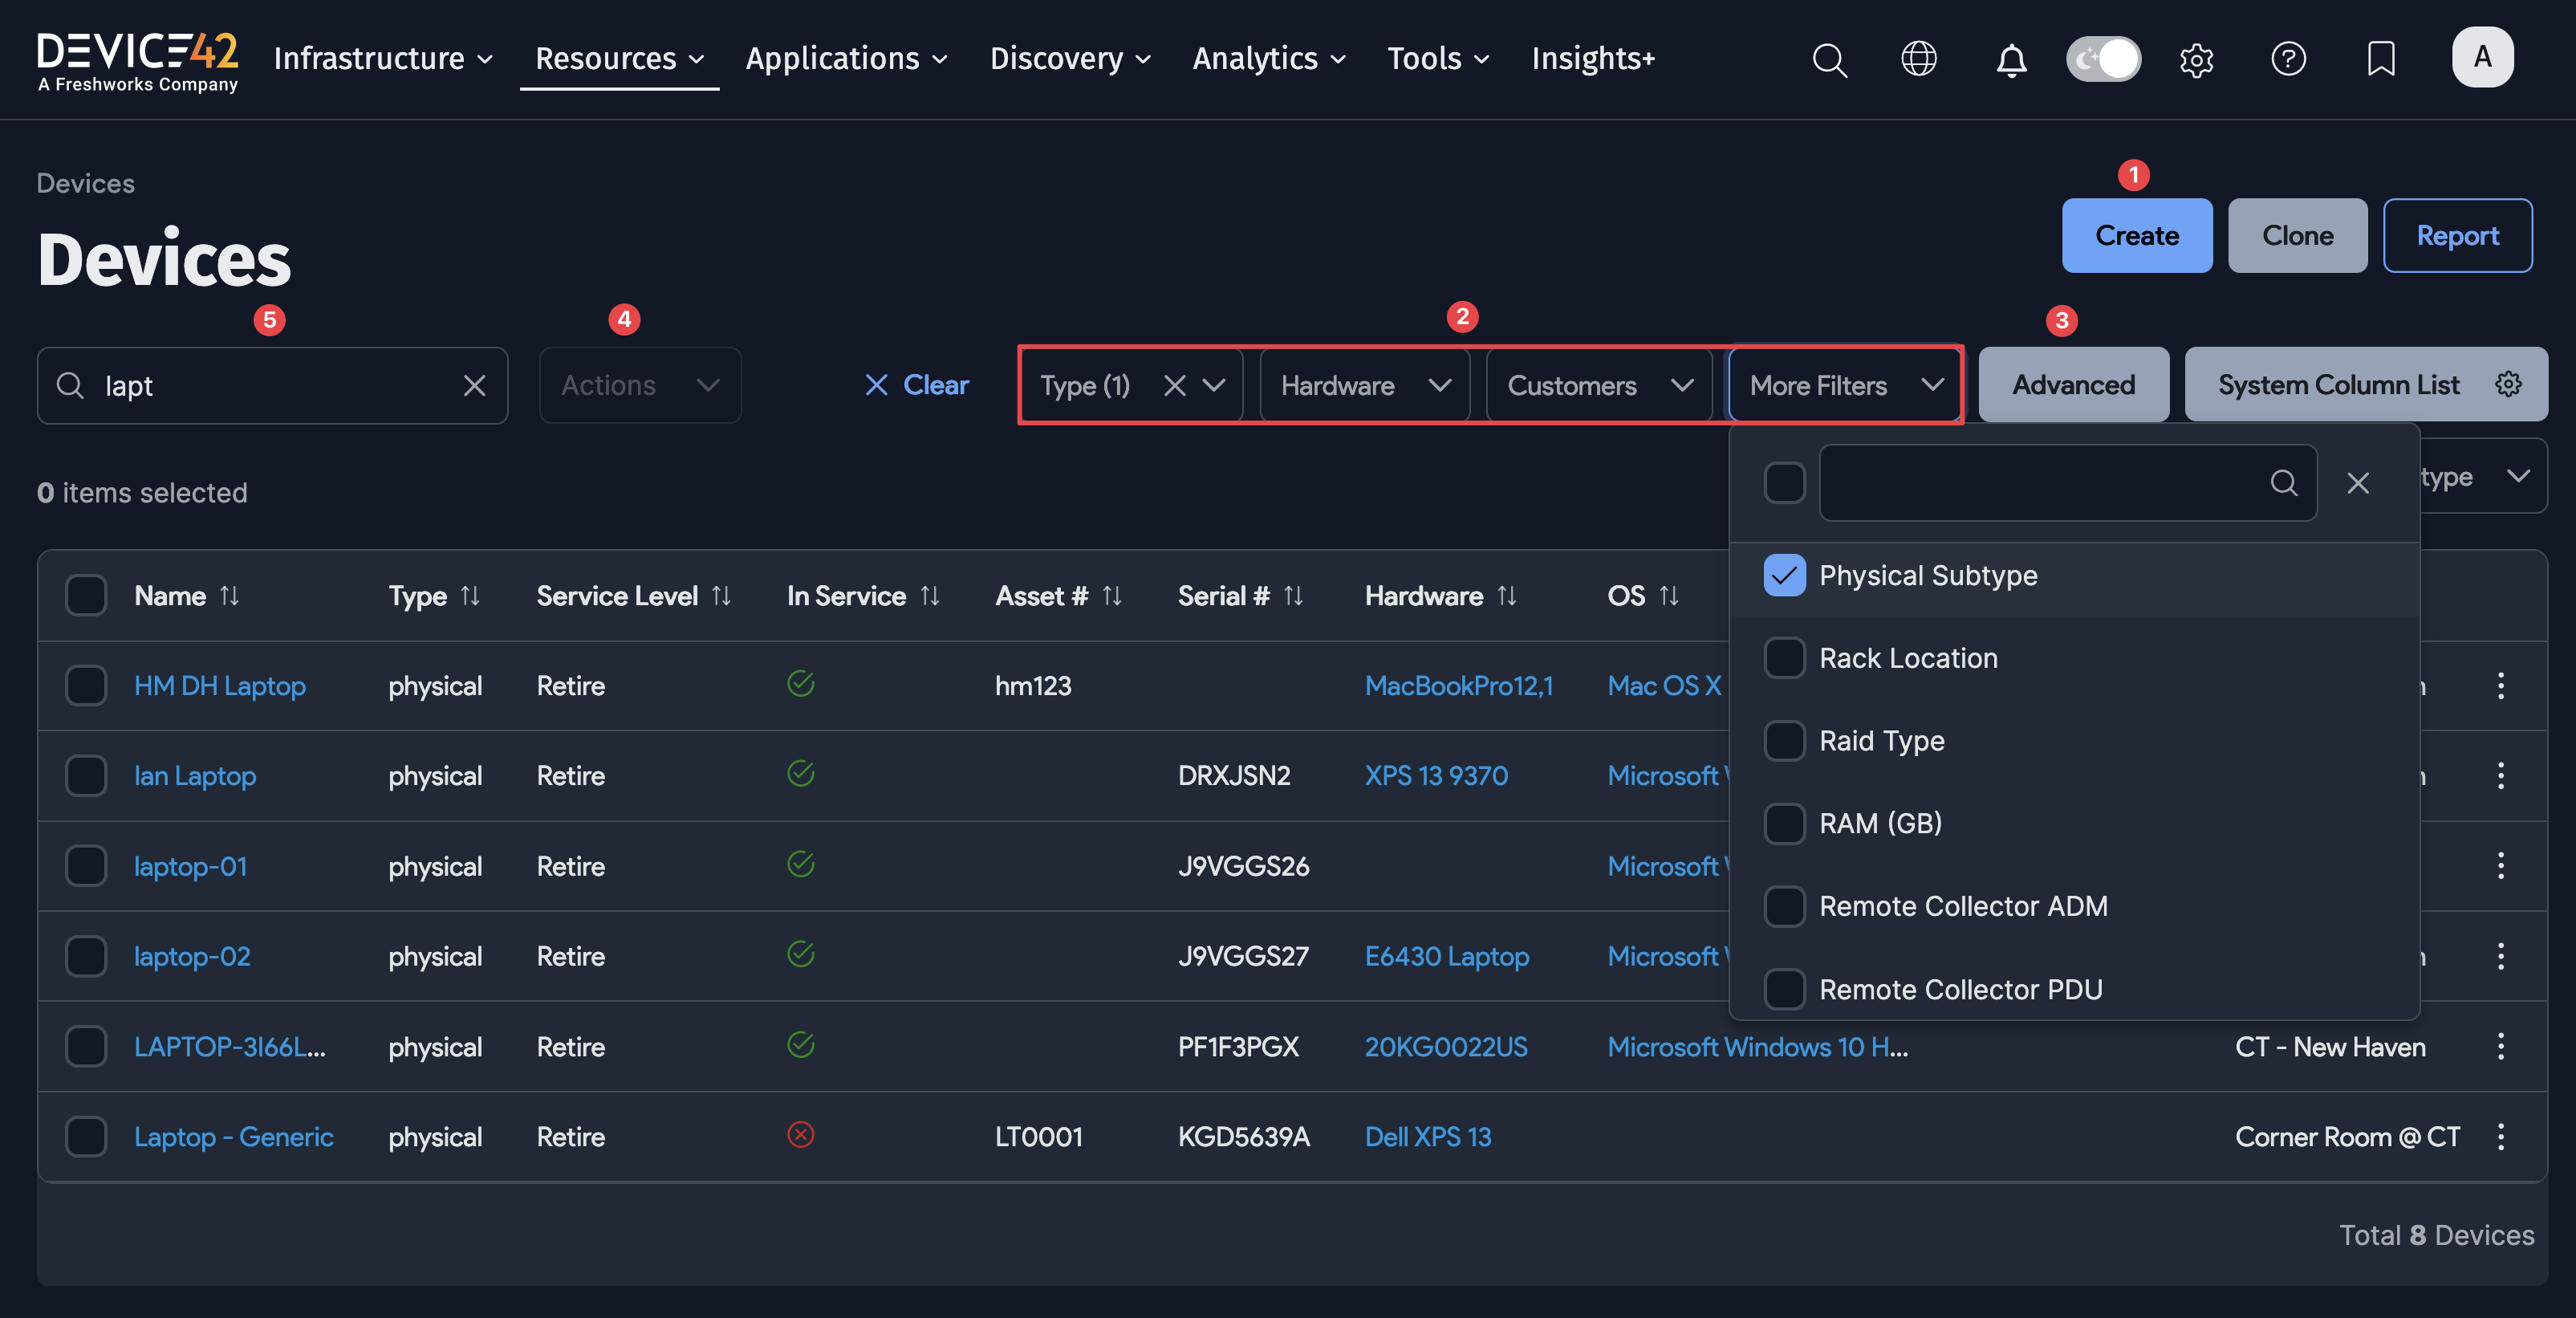 DEVICE42
A Freshworks Company
Infrastructure Resources Applications Discovery Analytics Tools Insights+ A
Devices
Devices
1
Create Clone Report
5 4 2 3
lapt Actions Clear Type (1) Hardware Customers More Filters Advanced System Column List
0 items selected
type
Name Type Service Level In Service Asset # Serial # Hardware OS
Physical Subtype
Rack Location
Raid Type
RAM (GB)
Remote Collector ADM
Remote Collector PDU
HM DH Laptop physical Retire hm123 MacBookPro12,1 Mac OS X
Ian Laptop physical Retire DRXJSN2 XPS 13 9370 Microsoft
laptop-01 physical Retire J9VGGS26 Microsoft
laptop-02 physical Retire J9VGGS27 E6430 Laptop Microsoft
LAPTOP-3I66L... physical Retire PF1F3PGX 20KG0022US Microsoft Windows 10 H... CT - New Haven
Laptop - Generic physical Retire LT0001 KGD5639A Dell XPS 13 Corner Room @ CT
Total 8 Devices